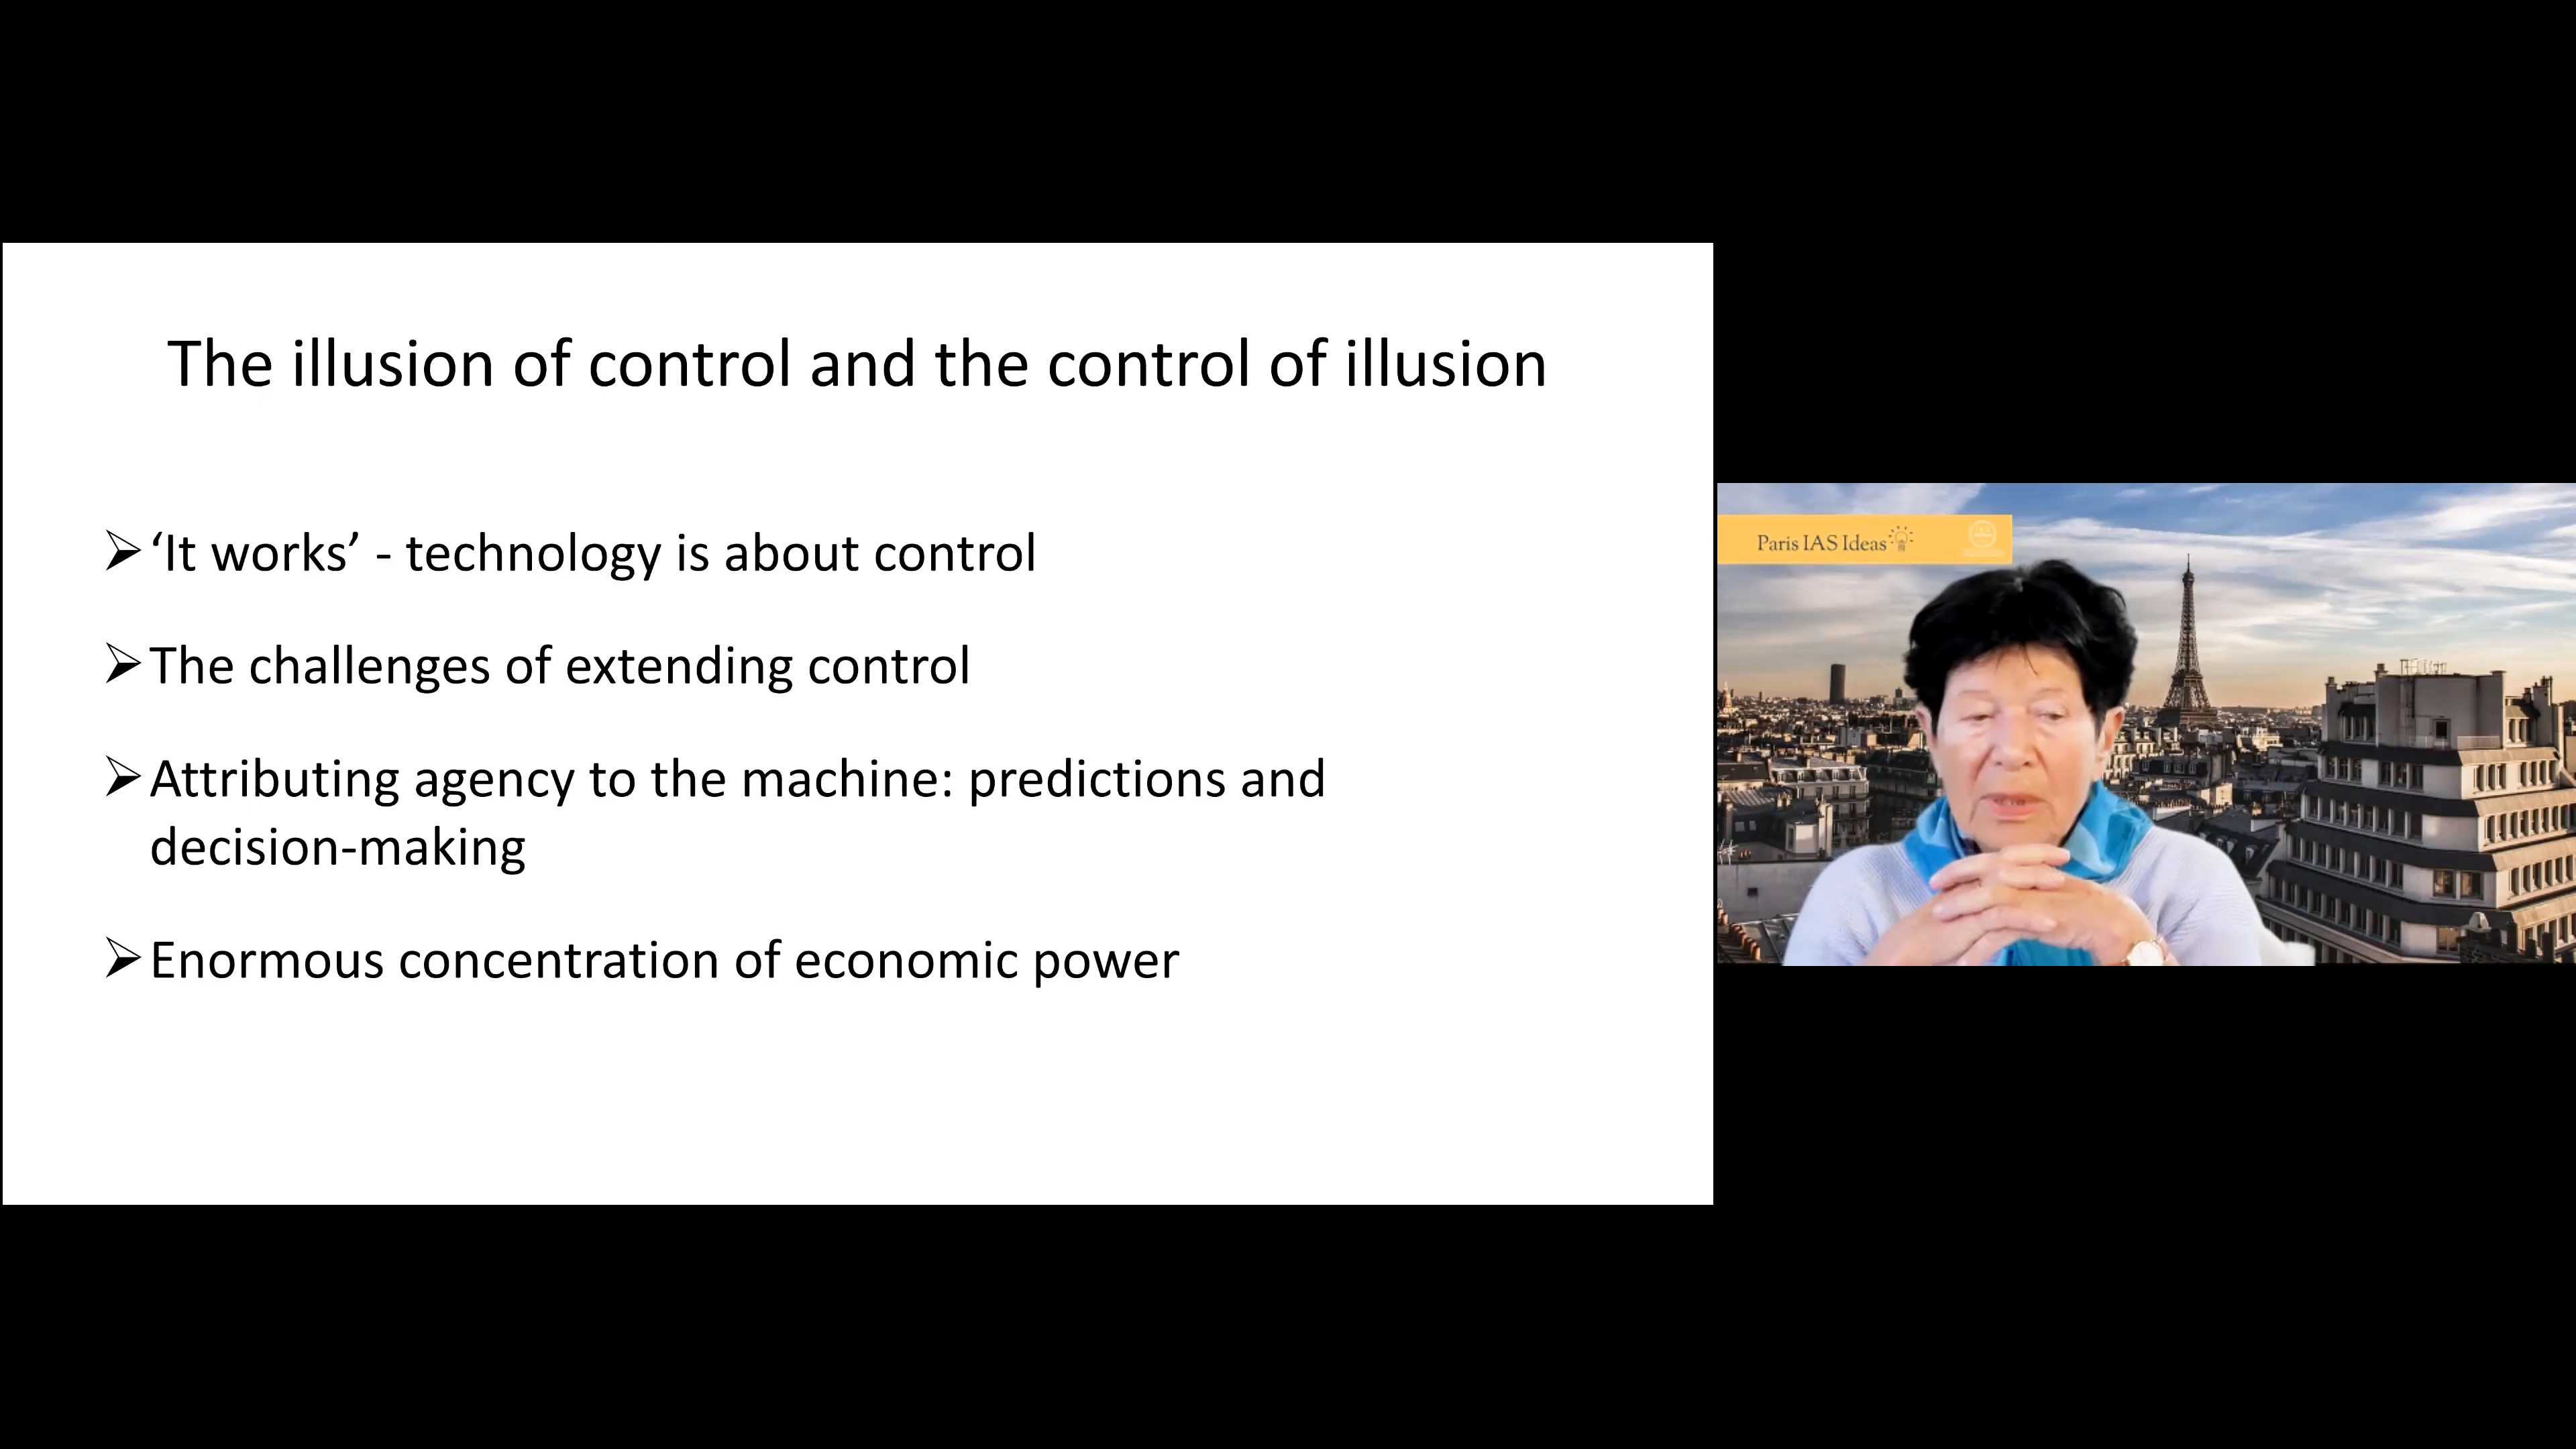 The illusion of control and the control of illusion
‘It works’ - technology is about control
The challenges of extending control
Attributing agency to the machine: predictions and
decision-making
Enormous concentration of economic power
Paris IAS Ideas